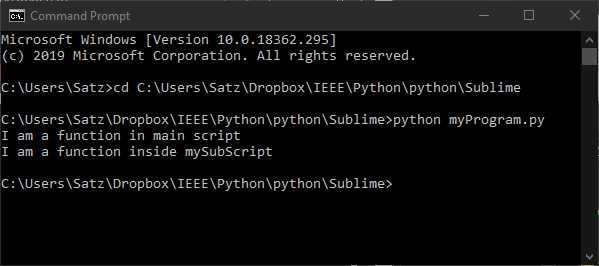 Command Prompt
Microsoft Windows [Version 10.0.18362.295]
(c) 2019 Microsoft Corporation. All rights reserved.
C:\Users\Satz>cd C:\Users\Satz\Dropbox\IEEE\Python\python\Sublime
C:\Users\Satz\Dropbox\IEEE\Python\python\Sublime>python myProgram.py
I am a function in main script
I am a function inside mySubScript
C:\Users\Satz\Dropbox\IEEE\Python\python\Sublime>